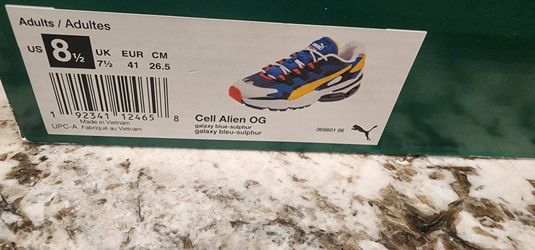 Adults / Adultes
US 8½ UK EUR CM
7½ 41 26.5
1 92341 12465 8
UPC-A Made in Vietnam
Fabriqué au Vietnam
Cell Alien OG
galaxy blue-sulphur
galaxy bleu-sulphur
369801 06